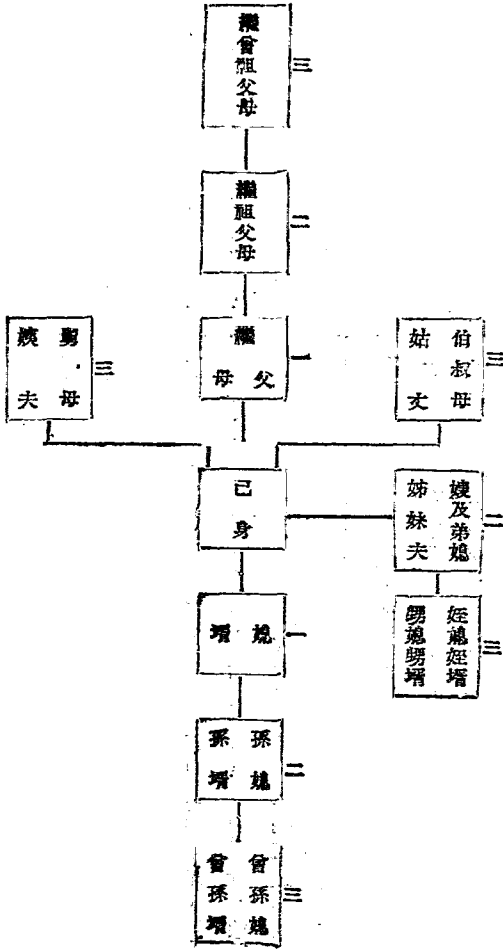 三
繼曾祖父母
二
繼祖父母
一
繼父
母
三
伯叔母
姑丈
三
舅母
姨夫
己身
二
嫂及弟媳
姊妹夫
三
姪媳姪壻
甥媳甥壻
一
媳
壻
二
孫媳
孫壻
三
曾孫媳
曾孫壻